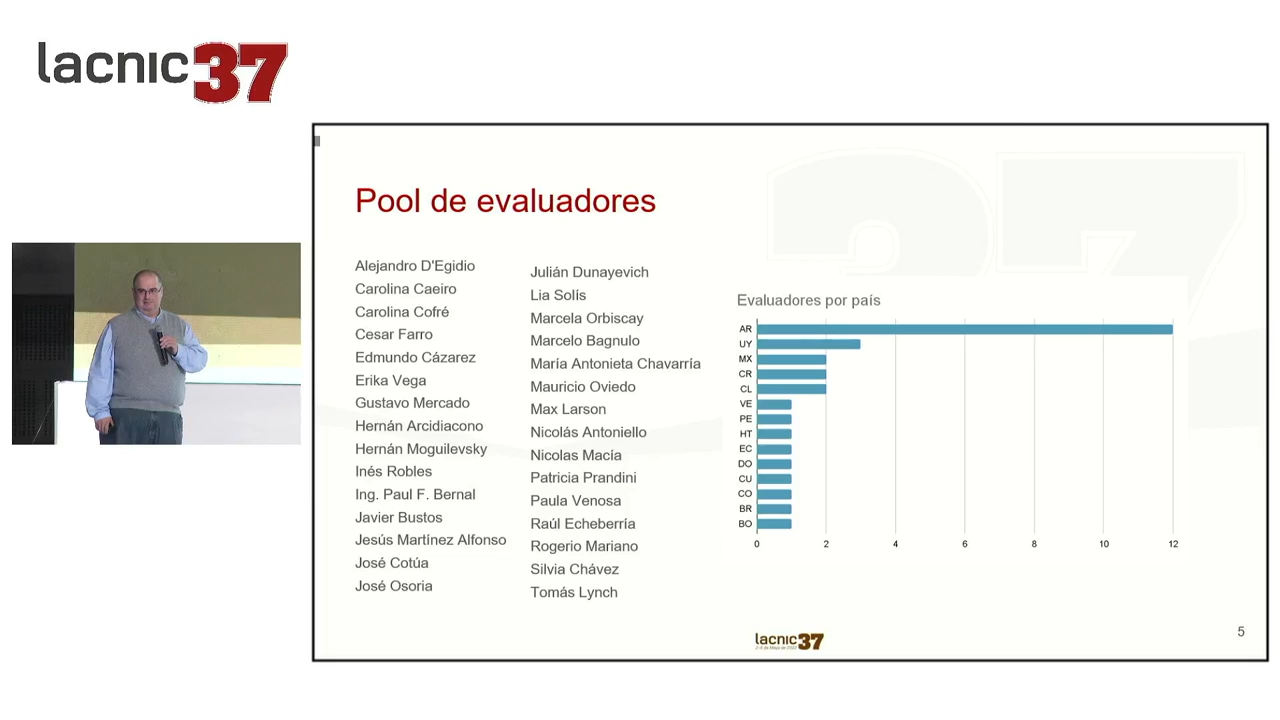 lacnic37
Pool de evaluadores
Alejandro D'Egidio
Carolina Caeiro
Carolina Cofré
Cesar Farro
Edmundo Cázarez
Erika Vega
Gustavo Mercado
Hernán Arcidiacono
Hernán Moguilevsky
Inés Robles
Ing. Paul F. Bernal
Javier Bustos
Jesús Martínez Alfonso
José Cotúa
José Osoria
Julián Dunayevich
Lia Solís
Marcela Orbiscay
Marcelo Bagnulo
María Antonieta Chavarría
Mauricio Oviedo
Max Larson
Nicolás Antoniello
Nicolas Macía
Patricia Prandini
Paula Venosa
Raúl Echeberría
Rogerio Mariano
Silvia Chávez
Tomás Lynch
Evaluadores por país
AR
UY
MX
CR
CL
VE
PE
HT
EC
DO
CU
CO
BR
BO
0 2 4 6 8 10 12
lacnic37
5